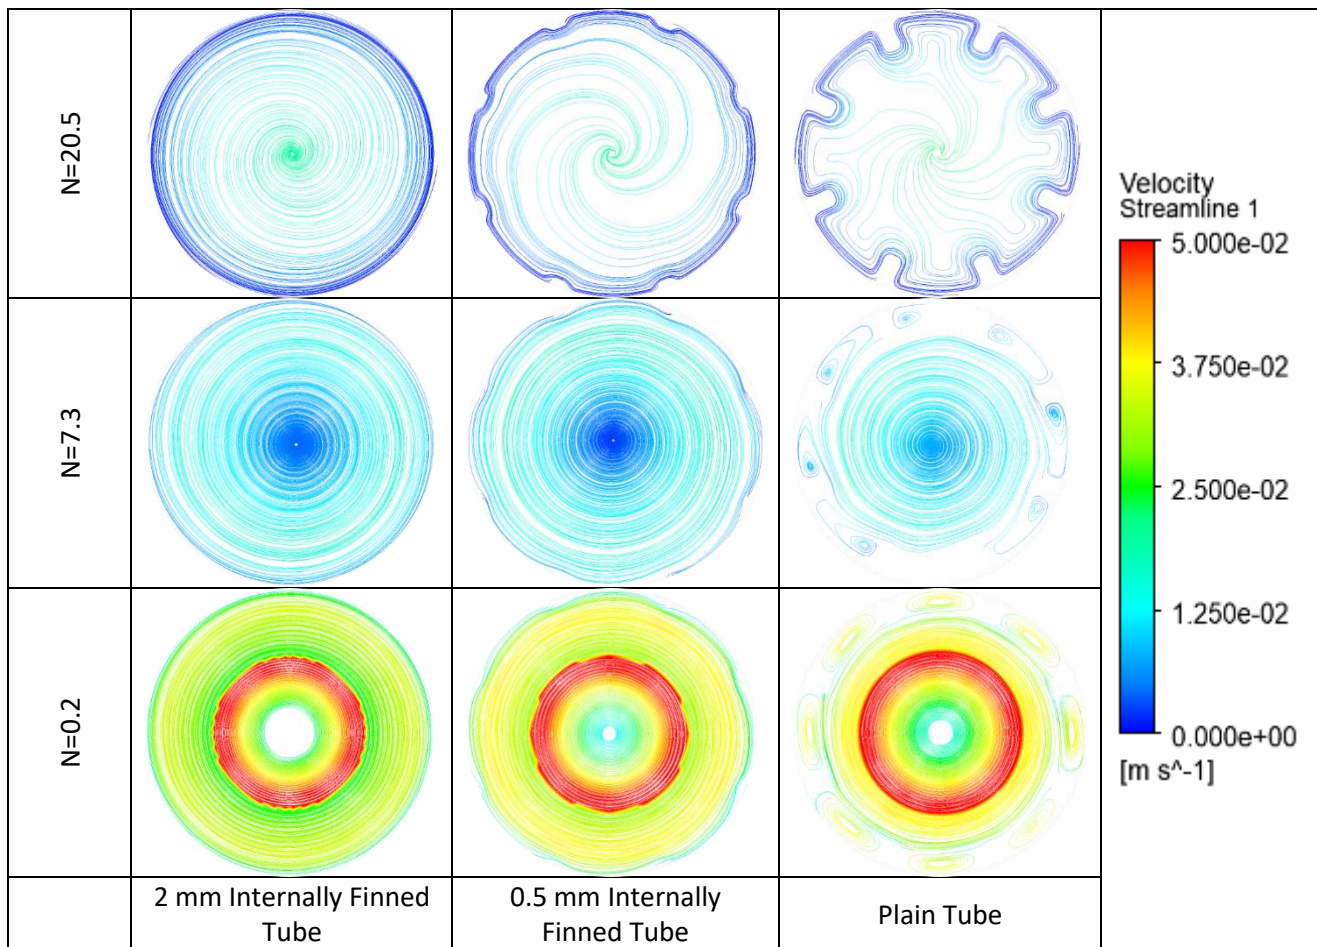 N=20.5
N=7.3
N=0.2
2 mm Internally Finned
Tube
0.5 mm Internally
Finned Tube
Plain Tube
Velocity
Streamline 1
5.000e-02
3.750e-02
2.500e-02
1.250e-02
0.000e+00
[m s^-1]